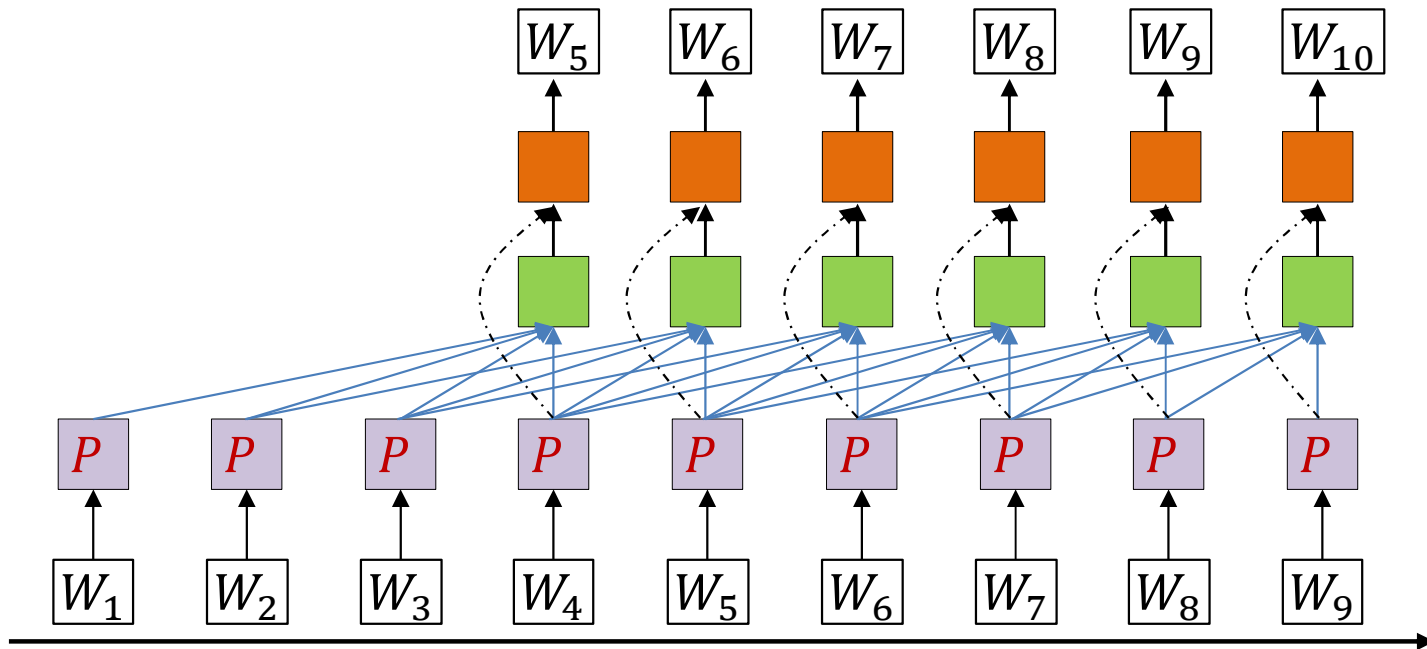 W₅ W₆ W₇ W₈ W₉ W₁₀
P P P P P P P P P
W₁ W₂ W₃ W₄ W₅ W₆ W₇ W₈ W₉